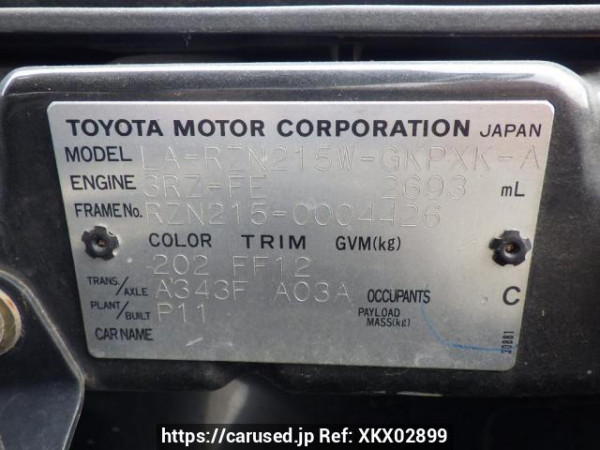 TOYOTA MOTOR CORPORATION JAPAN
MODEL LA-RZN215W-GKPXK-A
ENGINE 3RZ-FE 2693 mL
FRAME No. RZN215-0004426
COLOR TRIM GVM(kg)
202 FF12
TRANS./AXLE A343F A03A OCCUPANTS C
PLANT/BUILT P11 PAYLOAD MASS(kg)
CAR NAME
30881
https://carused.jp Ref: XKX02899